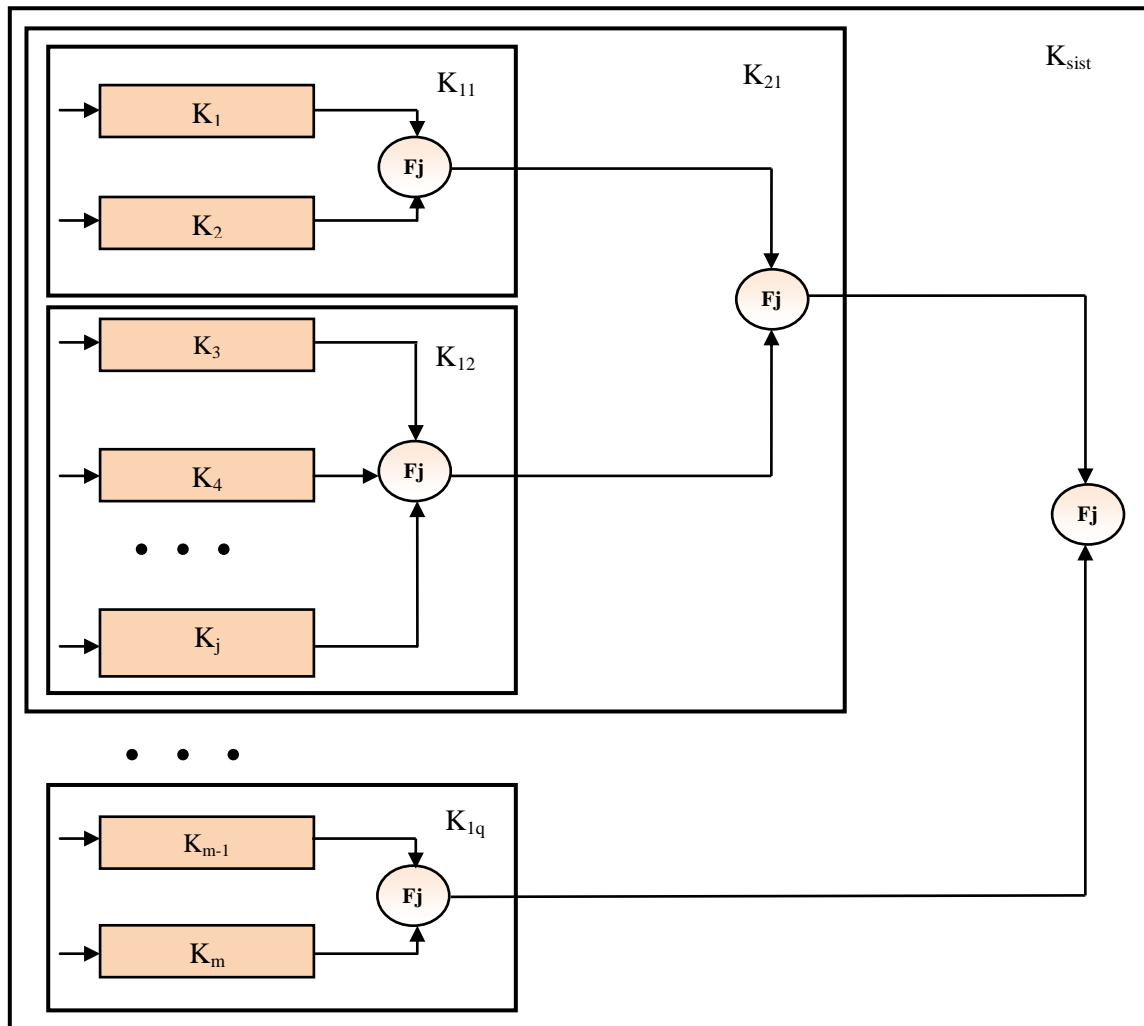 K₁
K₂
Fj
K₁₁
K₃
K₄
• • •
Kⱼ
Fj
K₁₂
Fj
K₂₁
• • •
Kₘ₋₁
Kₘ
Fj
K1q
Fj
Ksist